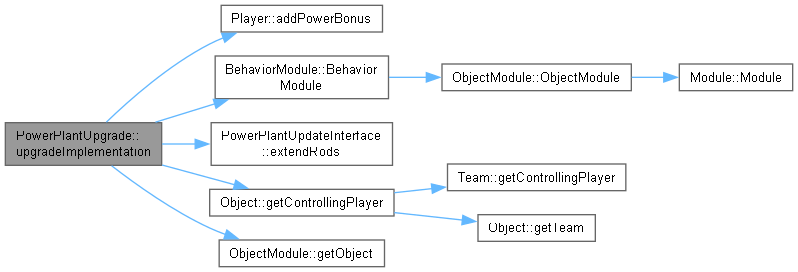 Player::addPowerBonus
BehaviorModule::Behavior
Module
ObjectModule::ObjectModule
Module::Module
PowerPlantUpgrade::
upgradeImplementation
PowerPlantUpdateInterface
::extendRods
Object::getControllingPlayer
Team::getControllingPlayer
Object::getTeam
ObjectModule::getObject